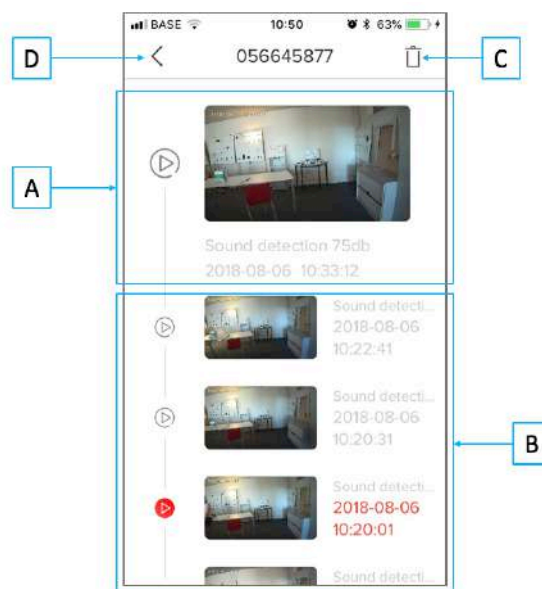 BASE 10:50 63%
D 056645877 C
A
Sound detection 75db
2018-08-06 10:33:12
Sound detecti...
2018-08-06
10:22:41
Sound detecti...
2018-08-06
10:20:31
B
Sound detecti...
2018-08-06
10:20:01
Sound detecti...